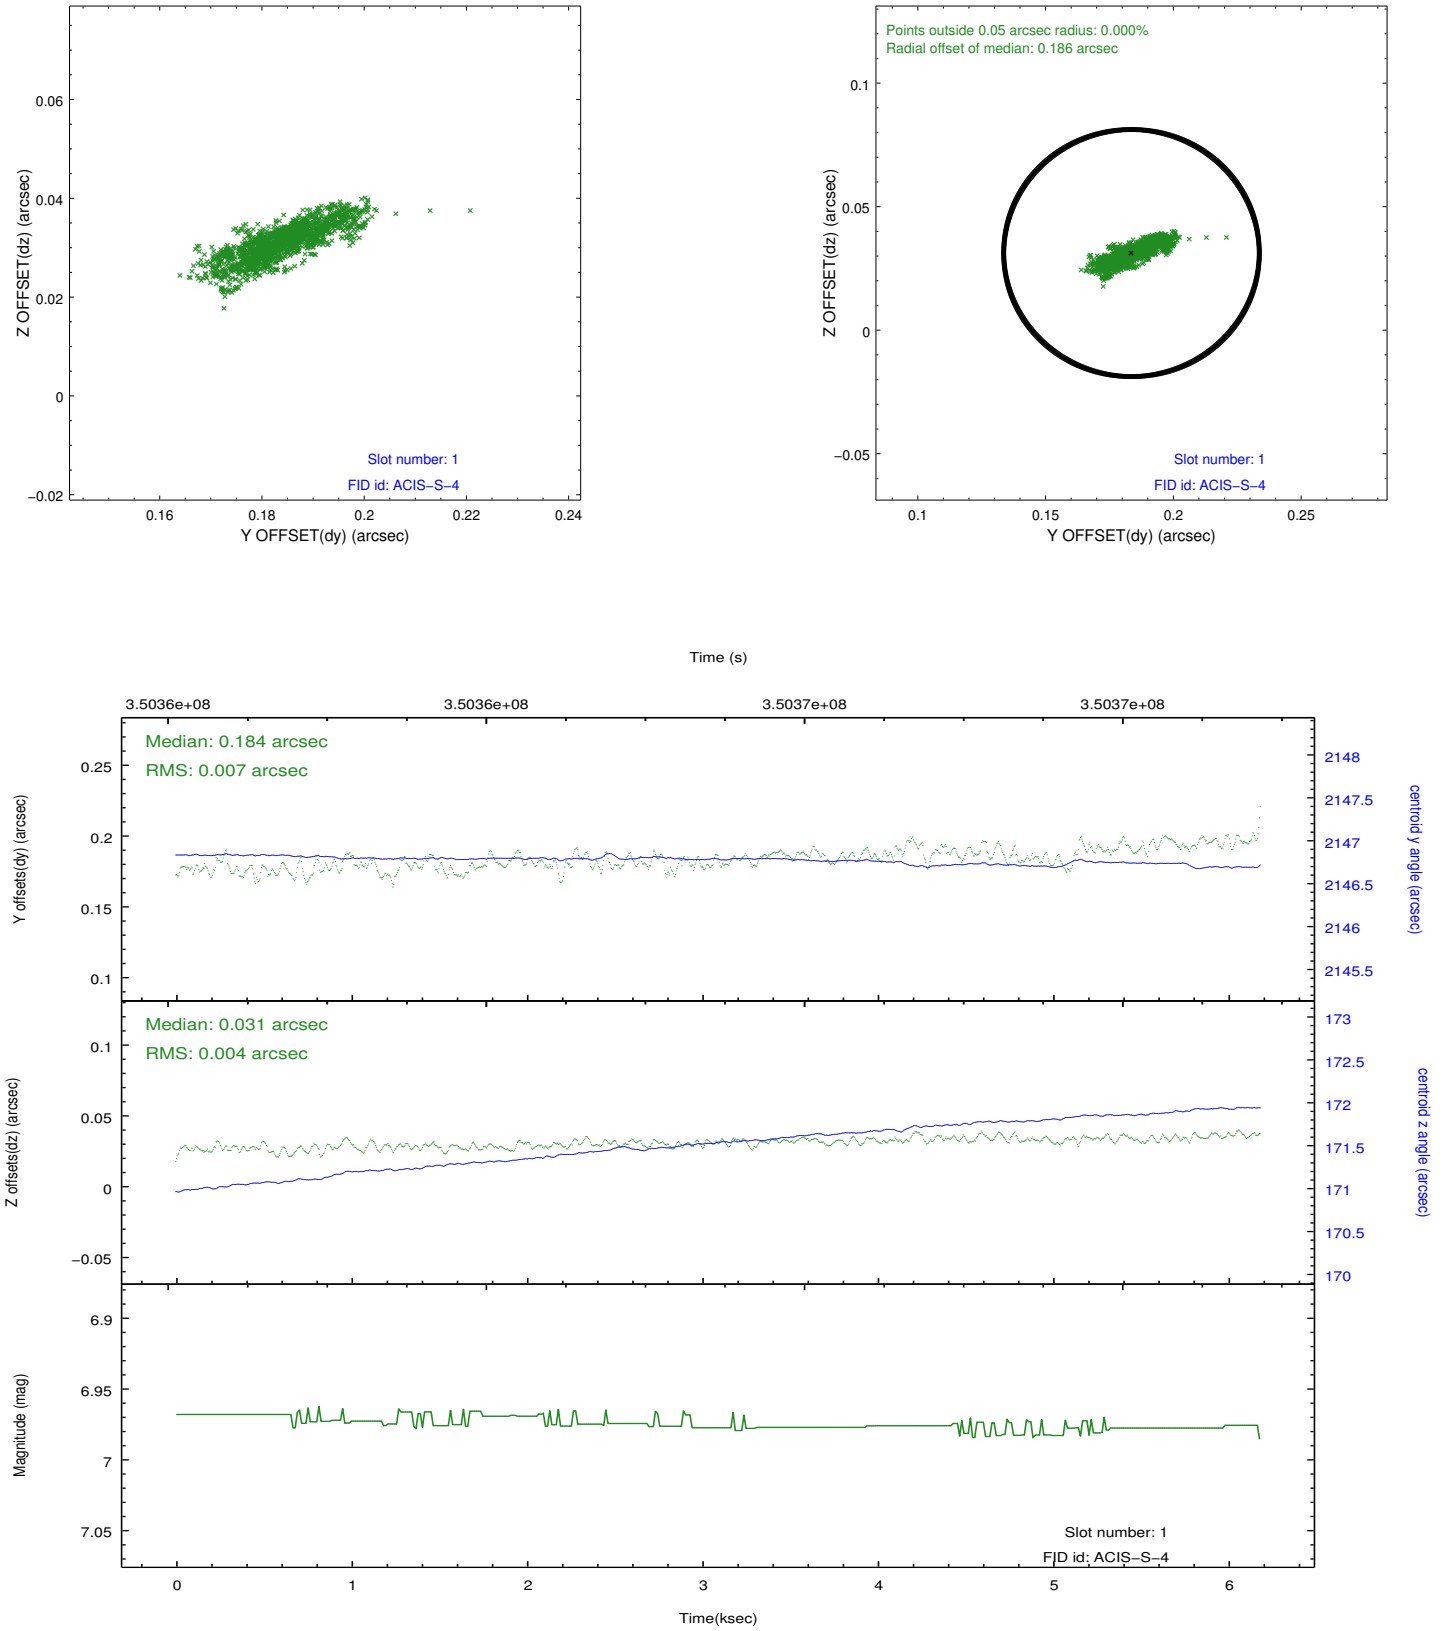 0.06
0.04
0.02
0
−0.02
Z OFFSET(dz) (arcsec)
Slot number: 1
FID id: ACIS−S−4
0.16
0.18
0.2
0.22
0.24
Y OFFSET(dy) (arcsec)
Points outside 0.05 arcsec radius: 0.000%
Radial offset of median: 0.186 arcsec
0.1
0.05
0
−0.05
Z OFFSET(dz) (arcsec)
Slot number: 1
FID id: ACIS−S−4
0.1
0.15
0.2
0.25
Y OFFSET(dy) (arcsec)
Time (s)
3.5036e+08
3.5036e+08
3.5037e+08
3.5037e+08
Median: 0.184 arcsec
RMS: 0.007 arcsec
0.25
0.2
0.15
0.1
Y offsets(dy) (arcsec)
2148
2147.5
2147
2146.5
2146
2145.5
centroid y angle (arcsec)
Median: 0.031 arcsec
RMS: 0.004 arcsec
0.1
0.05
0
−0.05
Z offsets(dz) (arcsec)
173
172.5
172
171.5
171
170.5
170
centroid z angle (arcsec)
6.9
6.95
7
7.05
Magnitude (mag)
Slot number: 1
FID id: ACIS−S−4
0
1
2
3
4
5
6
Time(ksec)